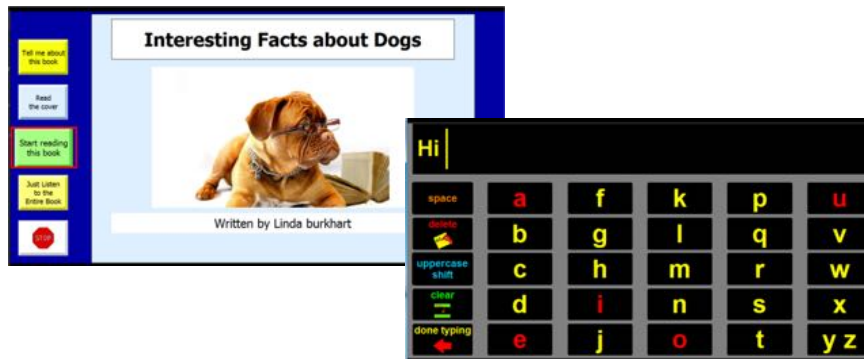 Interesting Facts about Dogs
Tell me about
this book
Read
the cover
Start reading
this book
Just Listen
to the
Entire Book
STOP
Written by Linda burkhart
Hi
space a f k p u
delete b g l q v
uppercase
shift c h m r w
clear d i n s x
done typing e j o t y z